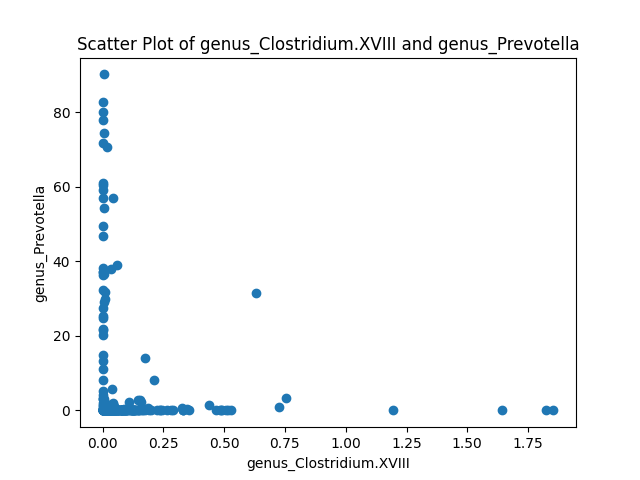 Scatter Plot of genus_Clostridium.XVIII and genus_Prevotella
80
60
40
20
0
genus_Prevotella
0.00 0.25 0.50 0.75 1.00 1.25 1.50 1.75
genus_Clostridium.XVIII